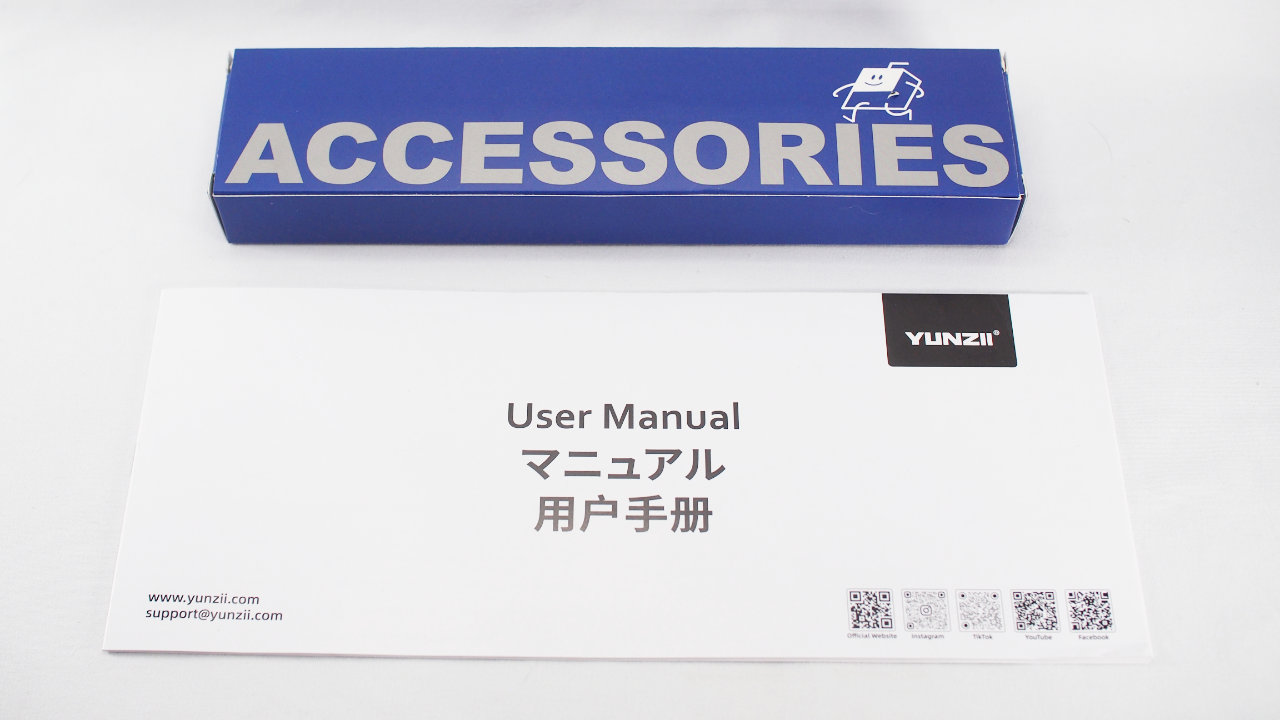 ACCESSORIES
YUNZII®
User Manual
マニュアル
用户手册
www.yunzii.com
support@yunzii.com
Official Website
Instagram
TikTok
YouTube
Facebook